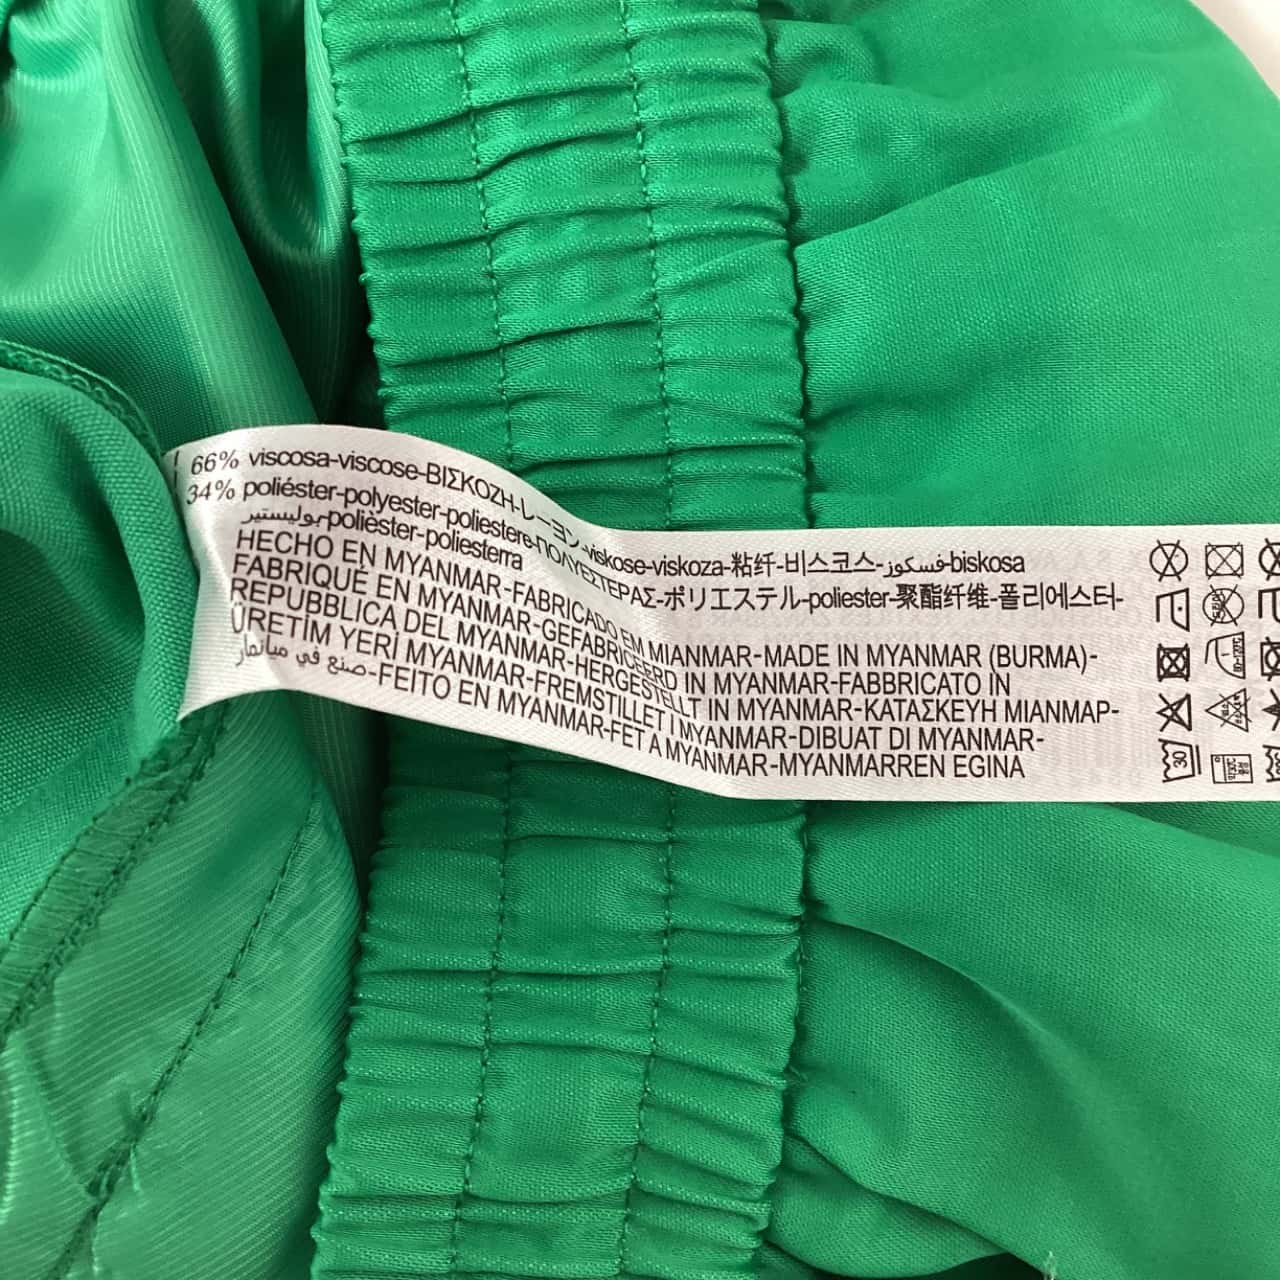 66% viscosa-viscose-ΒΙΣΚΟΖΗ-レーヨン-viskose-viskoza-粘纤-비스코스-فسكوز-biskosa
34% poliéster-polyester-poliestere-ΠΟΛΥΕΣΤΕΡΑΣ-ポリエステル-poliester-聚酯纤维-폴리에스터-
بوليستير-polièster-poliesterra
HECHO EN MYANMAR-FABRICADO EM MIANMAR-MADE IN MYANMAR (BURMA)-
FABRIQUÉ EN MYANMAR-GEFABRICEERD IN MYANMAR-FABBRICATO IN
REPUBBLICA DEL MYANMAR-HERGESTELLT IN MYANMAR-ΚΑΤΑΣΚΕΥΗ ΜΙΑΝΜΑΡ-
ÜRETİM YERİ MYANMAR-FREMSTILLET I MYANMAR-DIBUAT DI MYANMAR-
صنع في ميانمار-FEITO EN MYANMAR-FET A MYANMAR-MYANMARREN EGINA
30